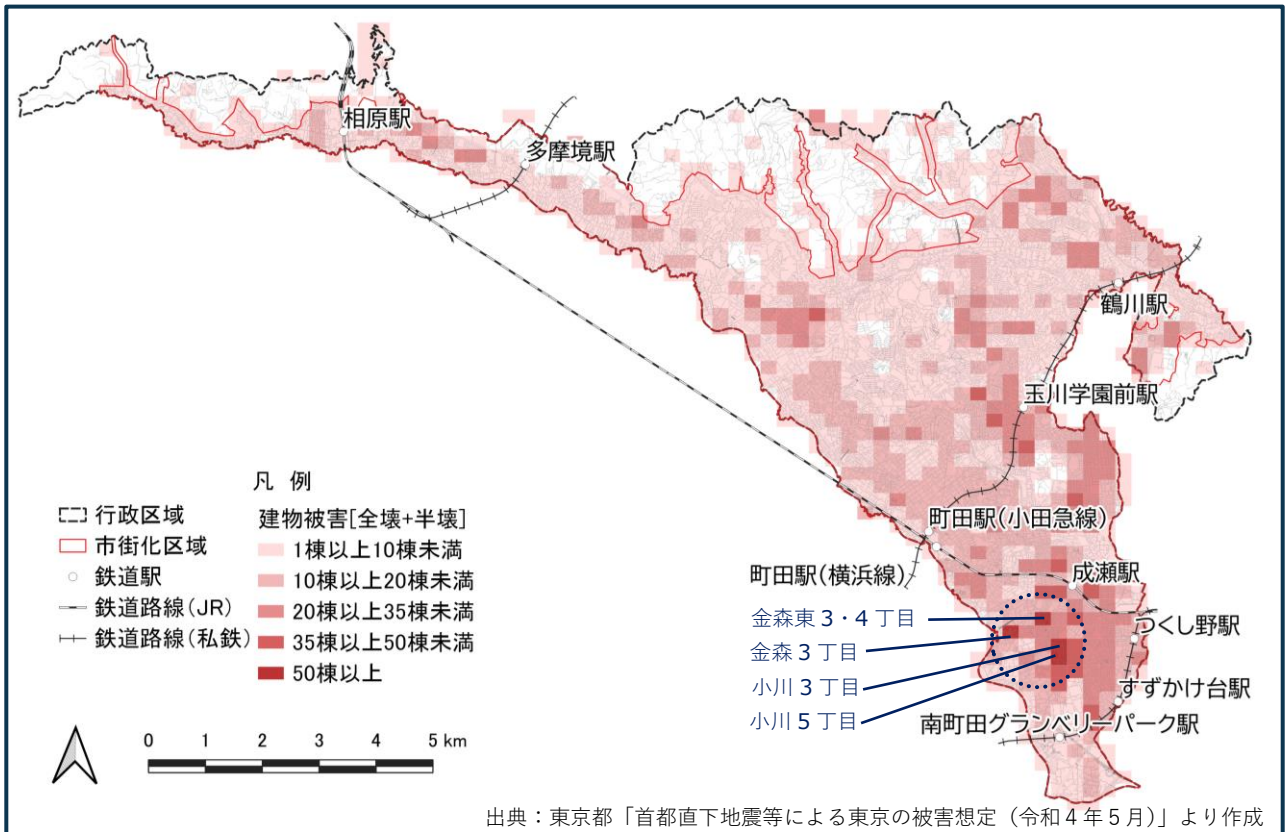 相原駅
多摩境駅
鶴川駅
玉川学園前駅
町田駅(小田急線)
町田駅(横浜線)
成瀬駅
金森東3・4丁目
つくし野駅
金森3丁目
小川3丁目
すずかけ台駅
小川5丁目
南町田グランベリーパーク駅
凡 例
行政区域
市街化区域
鉄道駅
鉄道路線(JR)
鉄道路線(私鉄)
建物被害[全壊+半壊]
1棟以上10棟未満
10棟以上20棟未満
20棟以上35棟未満
35棟以上50棟未満
50棟以上
0 1 2 3 4 5 km
出典：東京都「首都直下地震等による東京の被害想定（令和4年5月）」より作成